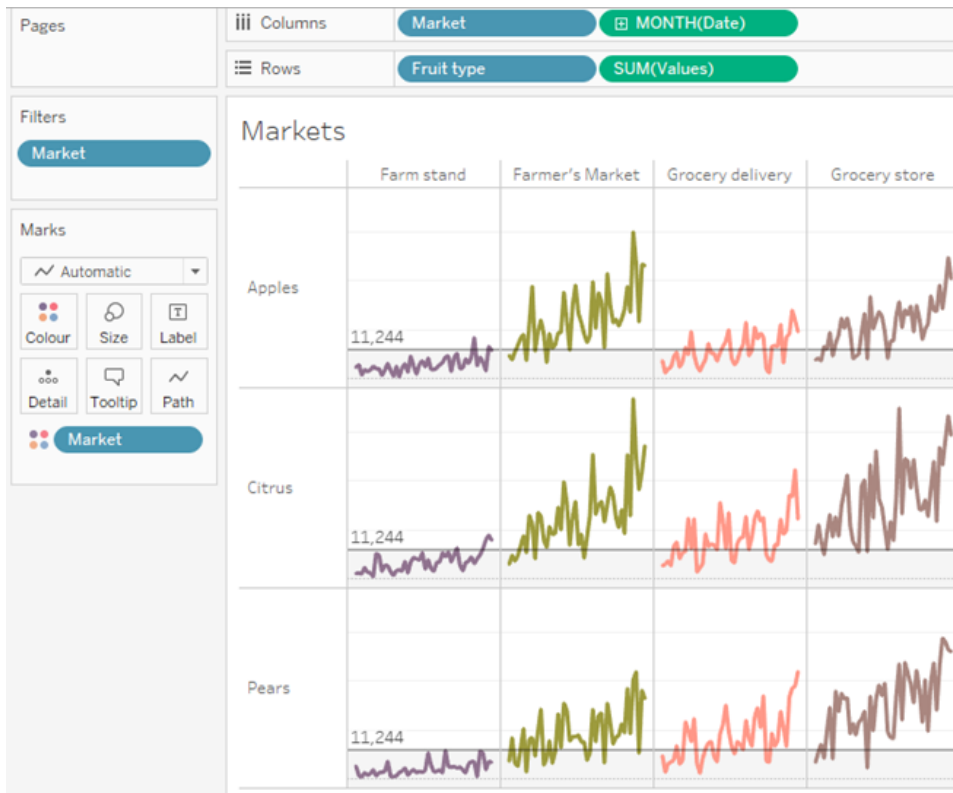 Pages
Columns
Market
MONTH(Date)
Rows
Fruit type
SUM(Values)
Filters
Market
Marks
Automatic
Colour
Size
Label
Detail
Tooltip
Path
Market
Markets
Farm stand
Farmer's Market
Grocery delivery
Grocery store
Apples
11,244
Citrus
11,244
Pears
11,244